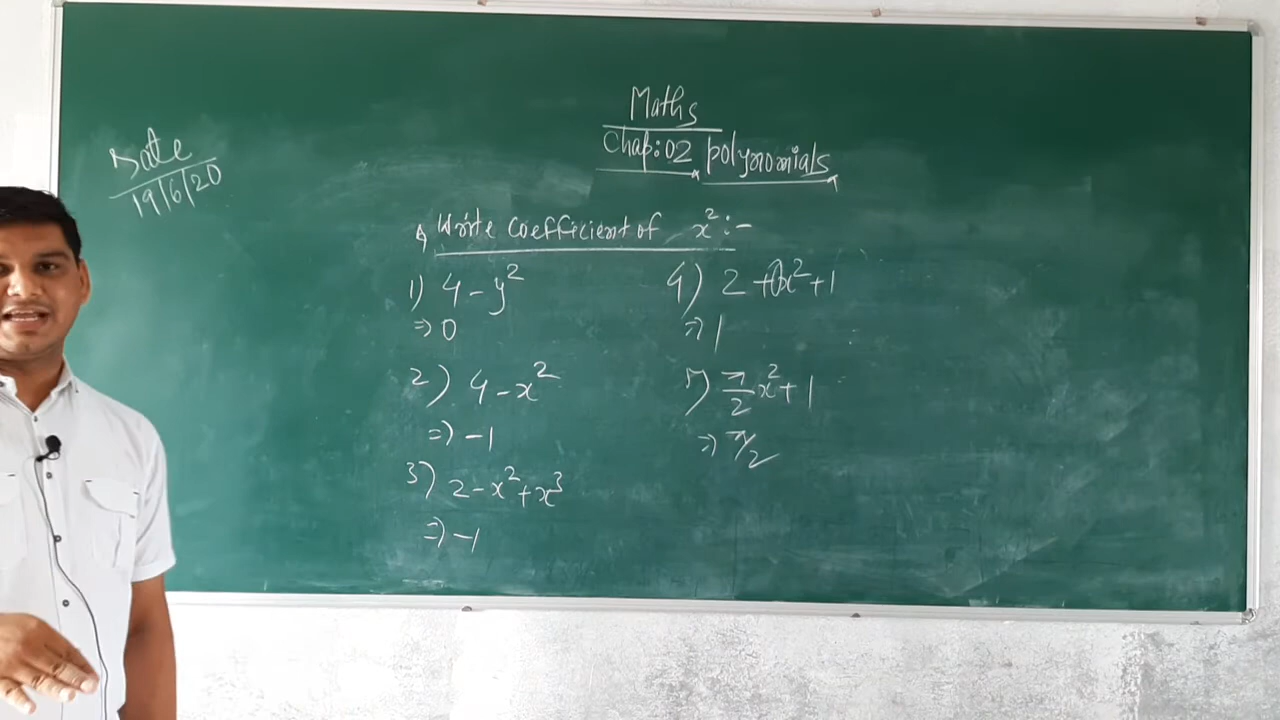 Date
19/6/20
Maths
Chap:02 polynomials
Write coefficient of x²:-
1) 4-y²
⇒ 0
2) 4-x²
⇒ -1
3) 2-x²+x³
⇒ -1
4) 2+x²+1
⇒ 1
5) π/2 x²+1
⇒ π/2